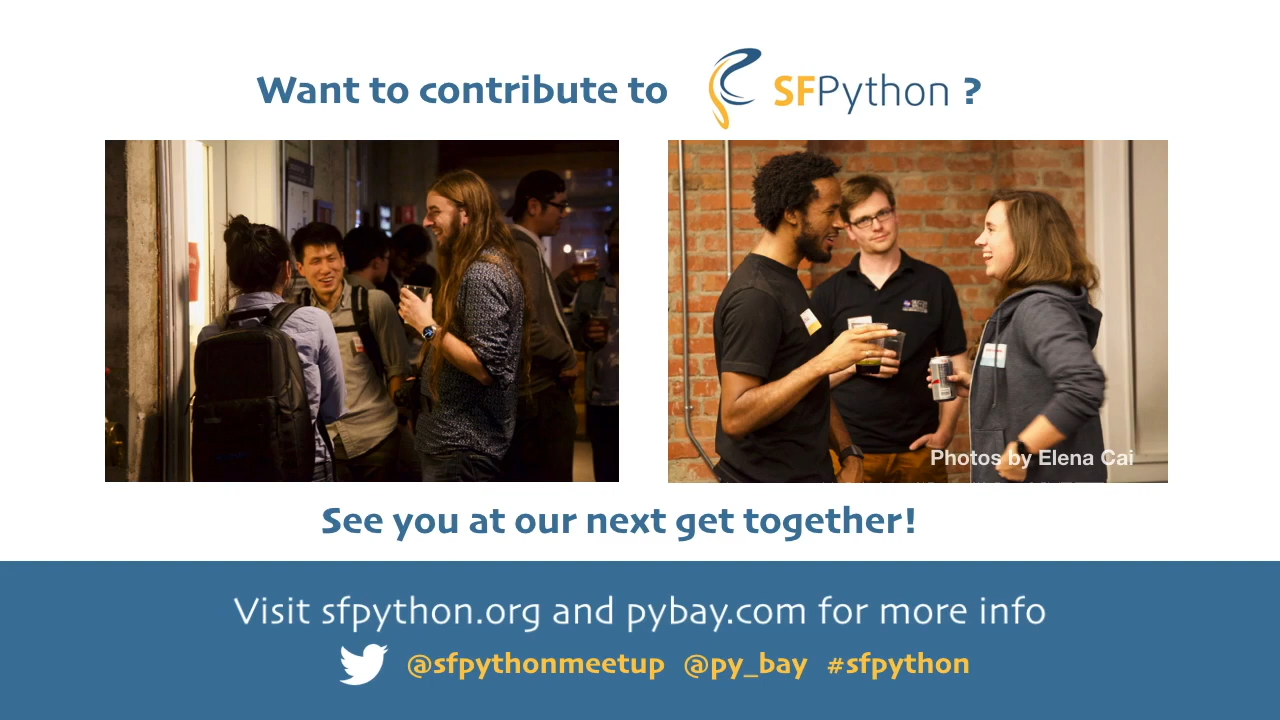 Want to contribute to SFPython ?
Photos by Elena Cai
See you at our next get together!
Visit sfpython.org and pybay.com for more info
@sfpythonmeetup @py_bay #sfpython